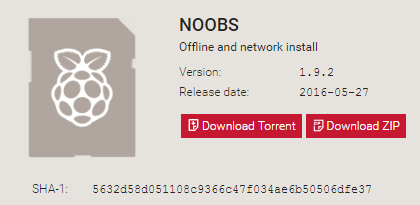 NOOBS
Offline and network install
Version: 1.9.2
Release date: 2016-05-27
Download Torrent Download ZIP
SHA-1: 5632d58d051108c9366c47f034ae6b50506dfe37